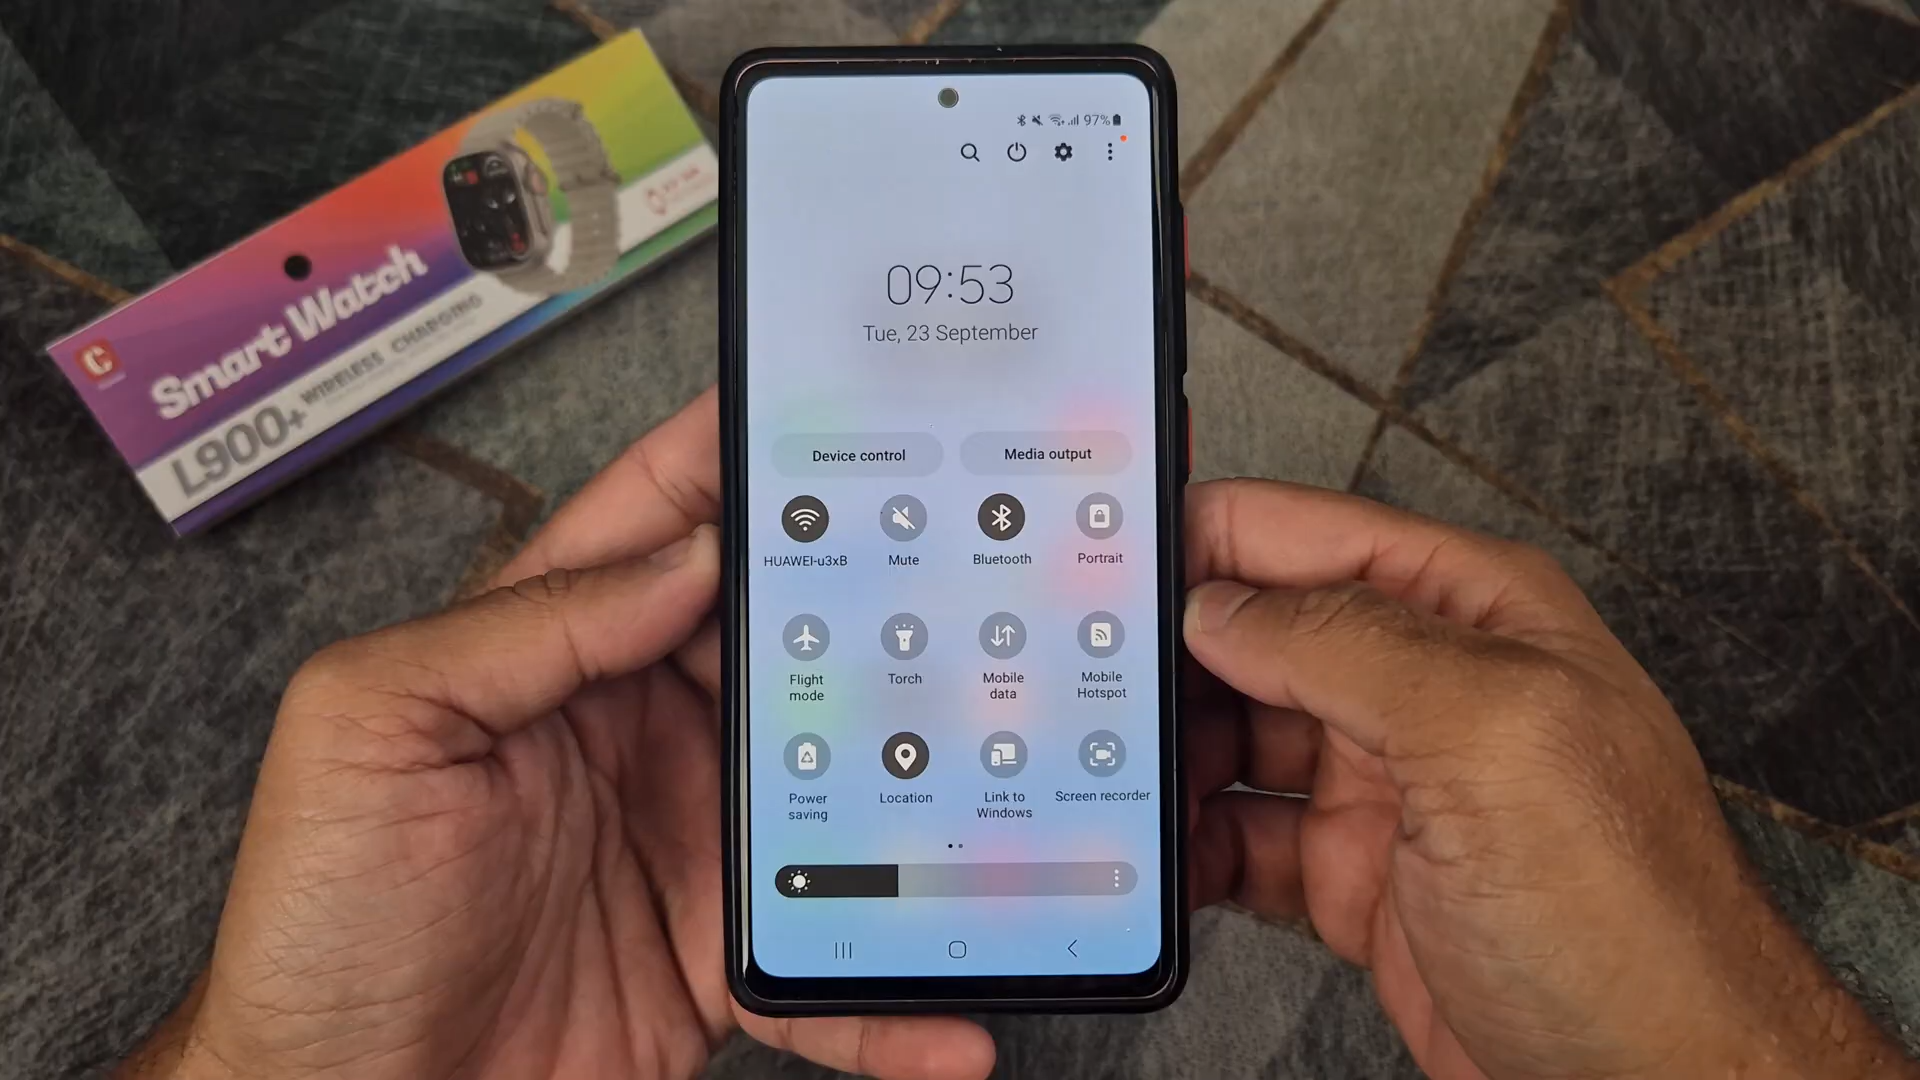 Smart Watch
L900+ WIRELESS CHARGING
97%
09:53
Tue, 23 September
Device control
Media output
HUAWEI-u3xB
Mute
Bluetooth
Portrait
Flight
mode
Torch
Mobile
data
Mobile
Hotspot
Power
saving
Location
Link to
Windows
Screen recorder